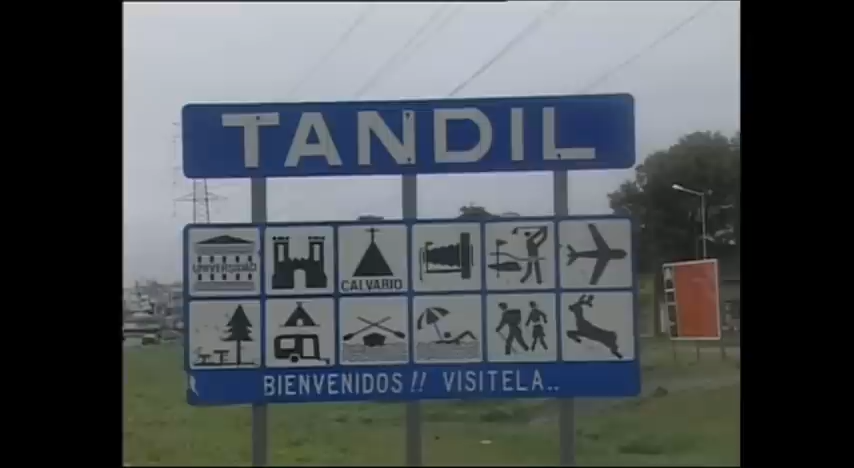 TANDIL
UNIVERSIDAD
CALVARIO
BIENVENIDOS!! VISITELA..